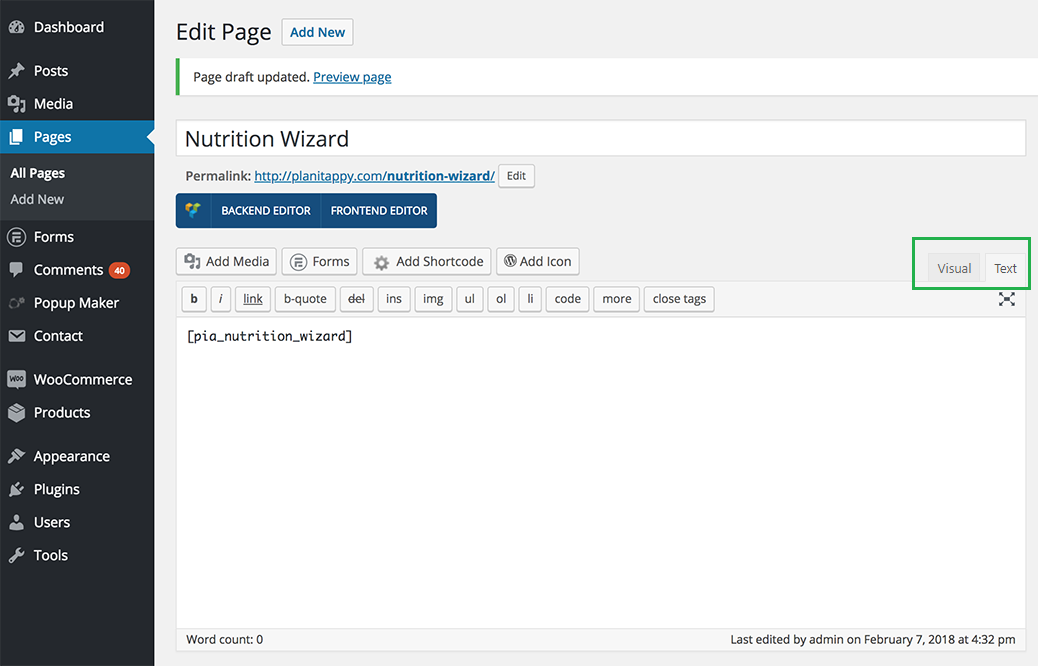 Dashboard
Posts
Media
Pages
All Pages
Add New
Forms
Comments 40
Popup Maker
Contact
WOO WooCommerce
Products
Appearance
Plugins
Users
Tools
Edit Page Add New
Page draft updated. Preview page
Nutrition Wizard
Permalink: http://planitappy.com/nutrition-wizard/ Edit
BACKEND EDITOR FRONTEND EDITOR
Add Media Forms Add Shortcode Add Icon Visual Text
b i link b-quote del ins img ul ol li code more close tags
[pia_nutrition_wizard]
Word count: 0 Last edited by admin on February 7, 2018 at 4:32 pm